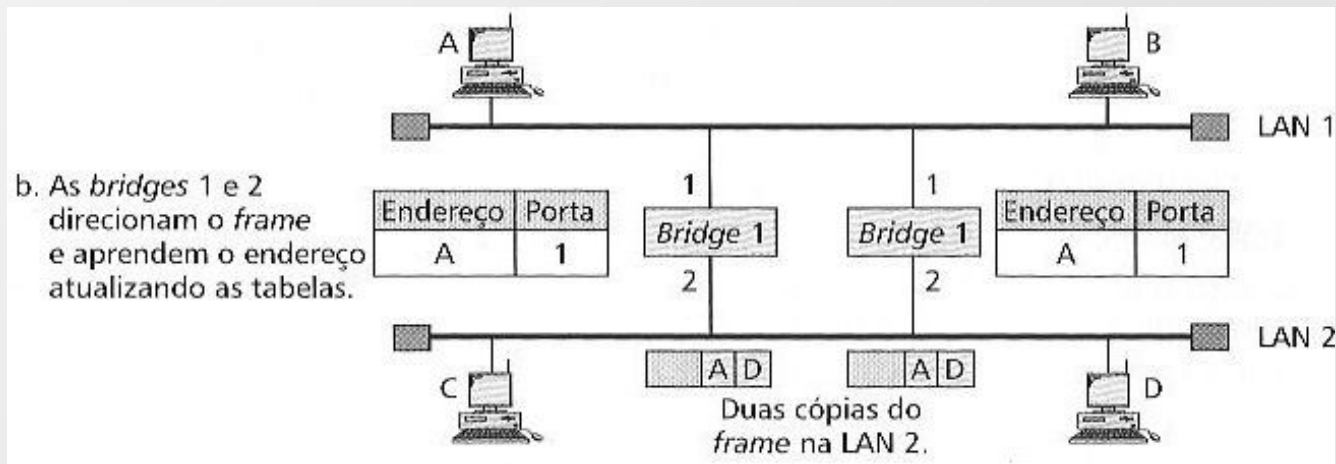 A
B
LAN 1
b. As bridges 1 e 2
direcionam o frame
e aprendem o endereço
atualizando as tabelas.
Endereço Porta
A 1
1
Bridge 1
2
1
Bridge 1
2
Endereço Porta
A 1
LAN 2
C
A D
A D
D
Duas cópias do
frame na LAN 2.